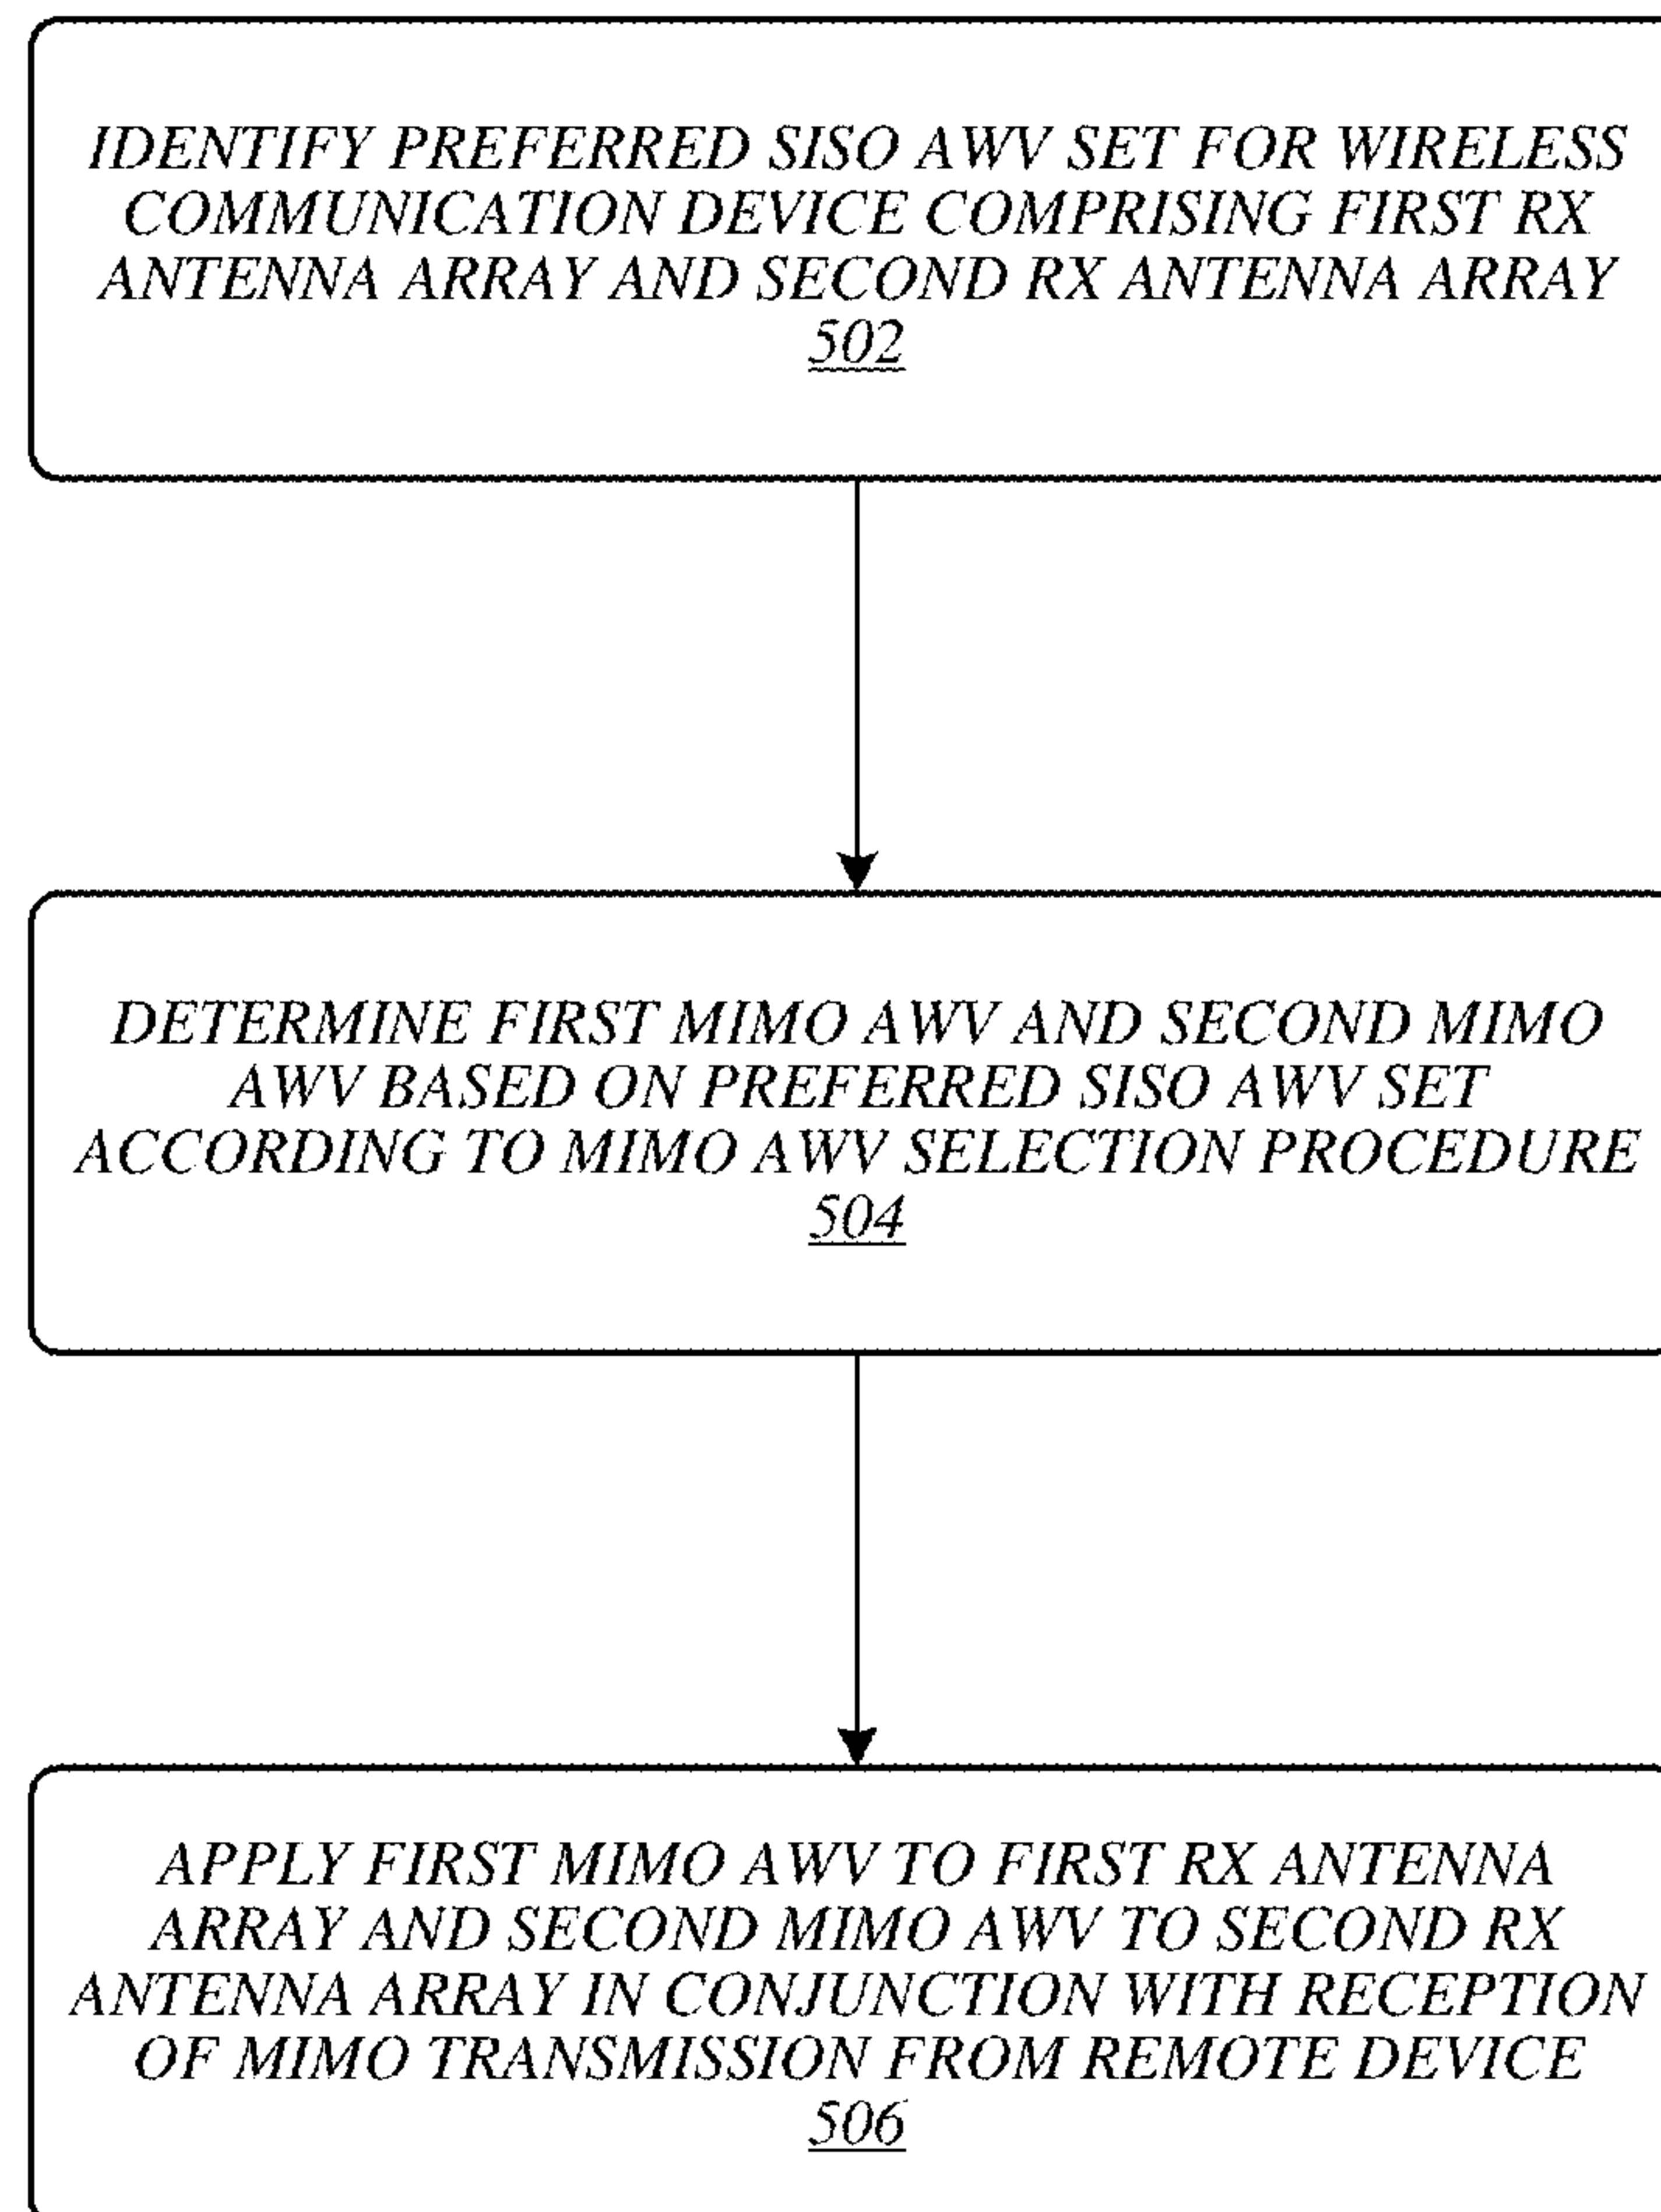 IDENTIFY PREFERRED SISO AWV SET FOR WIRELESS
COMMUNICATION DEVICE COMPRISING FIRST RX
ANTENNA ARRAY AND SECOND RX ANTENNA ARRAY
502
DETERMINE FIRST MIMO AWV AND SECOND MIMO
AWV BASED ON PREFERRED SISO AWV SET
ACCORDING TO MIMO AWV SELECTION PROCEDURE
504
APPLY FIRST MIMO AWV TO FIRST RX ANTENNA
ARRAY AND SECOND MIMO AWV TO SECOND RX
ANTENNA ARRAY IN CONJUNCTION WITH RECEPTION
OF MIMO TRANSMISSION FROM REMOTE DEVICE
506